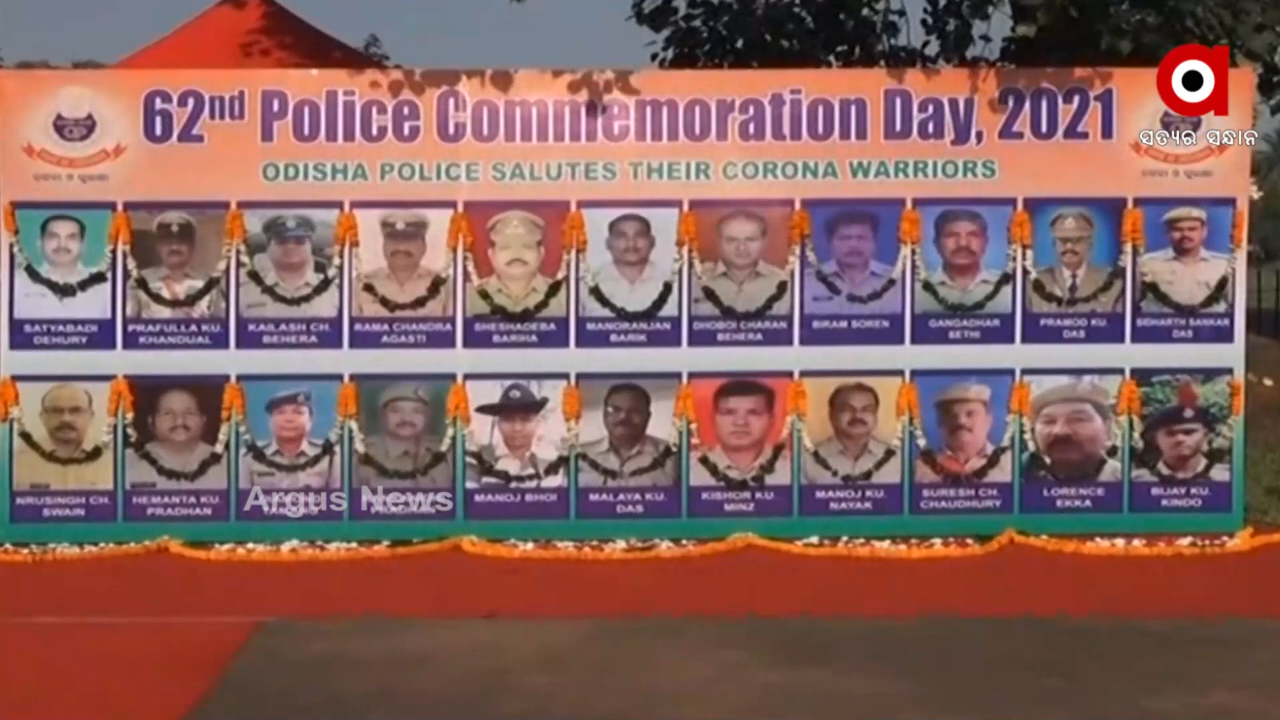 62nd Police Commemoration Day, 2021
ସତ୍ୟର ସନ୍ଧାନ
ODISHA POLICE SALUTES THEIR CORONA WARRIORS
SATYABADI
DEHURY
PRAFULLA KU.
KHANDUAL
KAILASH CH.
BEHERA
RAMA CHANDRA
AGASTI
SHESHADEBA
BARIHA
MANORANJAN
BARIK
DHOBOI CHARAN
BEHERA
BIRAM SOREN
GANGADHAR
SETHI
PRAMOD KU.
DAS
SIDHARTH SANKAR
DAS
NRUSINGH CH.
SWAIN
HEMANTA KU.
PRADHAN
Argus News
MANOJ BHOI
MALAYA KU.
DAS
KISHOR KU.
MINZ
MANOJ KU.
NAYAK
SURESH CH.
CHAUDHURY
LORENCE
EKKA
BIJAY KU.
KINDO